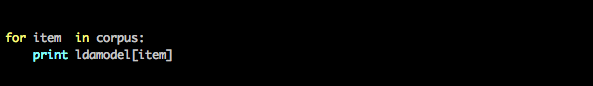 for item  in corpus:
    print ldamodel[item]